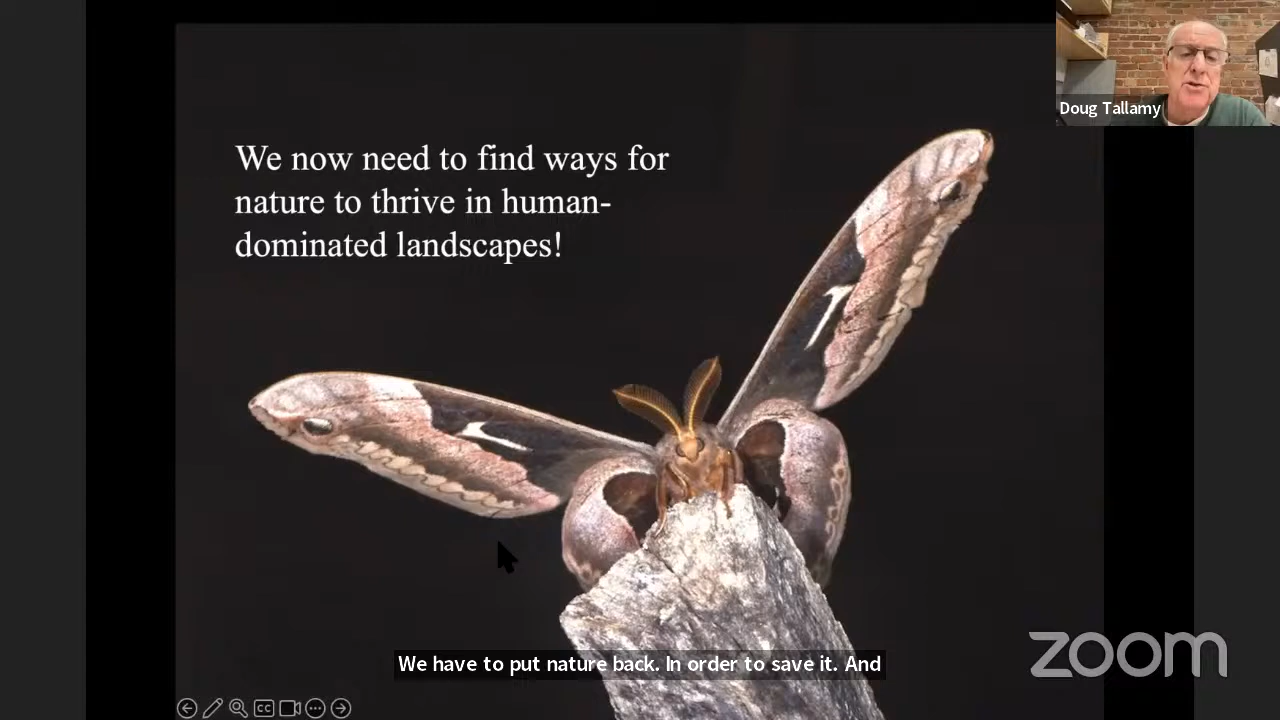 Doug Tallamy
We now need to find ways for
nature to thrive in human-
dominated landscapes!
We have to put nature back. In order to save it. And
zoom
CC